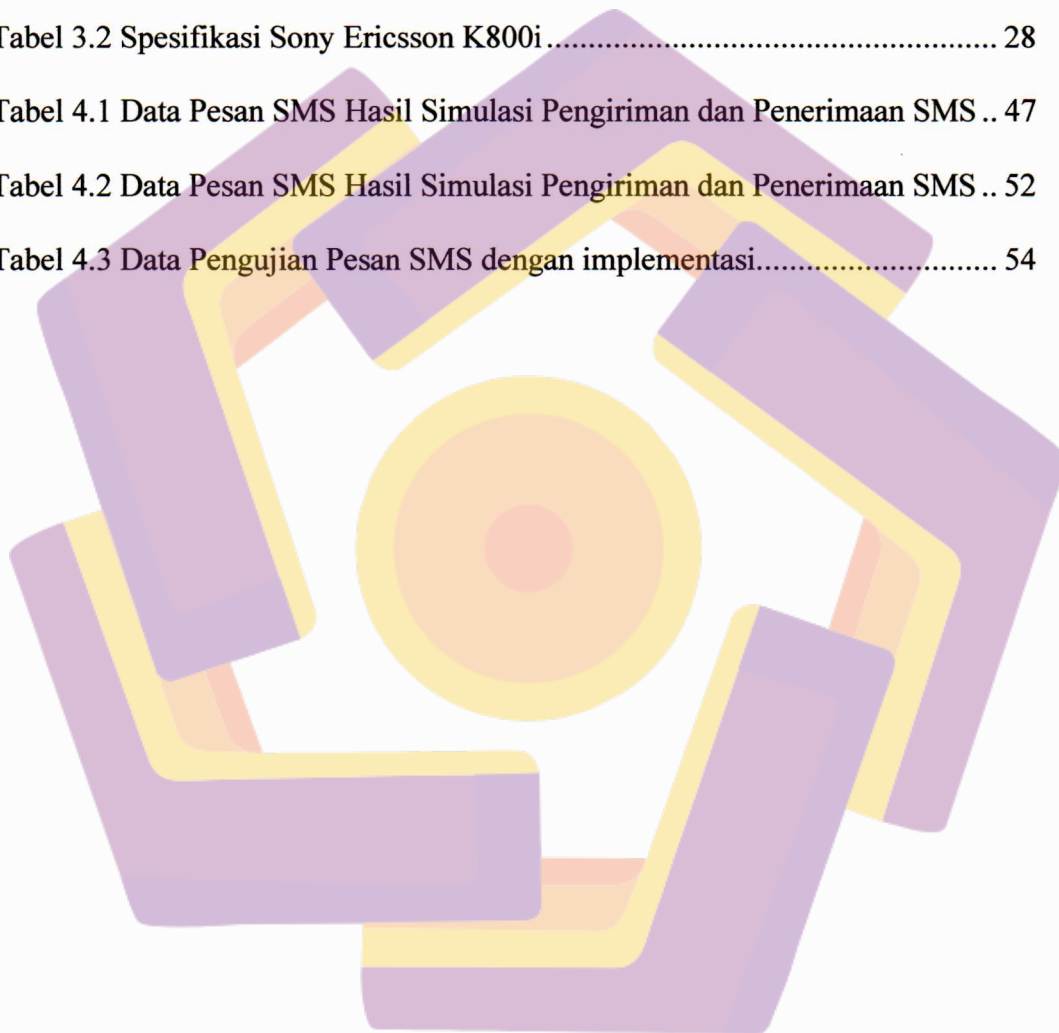 Tabel 3.2 Spesifikasi Sony Ericsson K800i.................................................. 28
Tabel 4.1 Data Pesan SMS Hasil Simulasi Pengiriman dan Penerimaan SMS .. 47
Tabel 4.2 Data Pesan SMS Hasil Simulasi Pengiriman dan Penerimaan SMS .. 52
Tabel 4.3 Data Pengujian Pesan SMS dengan implementasi........................... 54